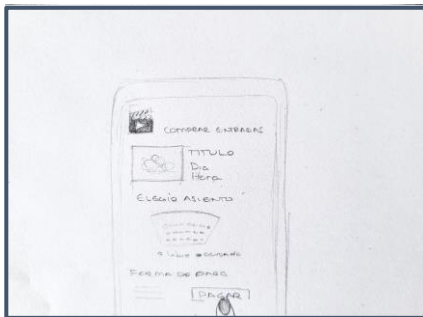 COMPRAR ENTRADAS
TITULO
Dia
Hora
ELEGIR ASIENTO
FORMA DE PAGO
PAGAR